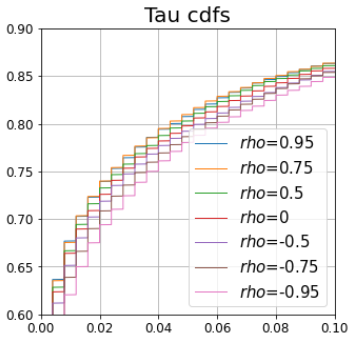 Tau cdfs
0.90
0.85
0.80
0.75
0.70
0.65
0.60
rho=0.95
rho=0.75
rho=0.5
rho=0
rho=-0.5
rho=-0.75
rho=-0.95
0.00 0.02 0.04 0.06 0.08 0.10